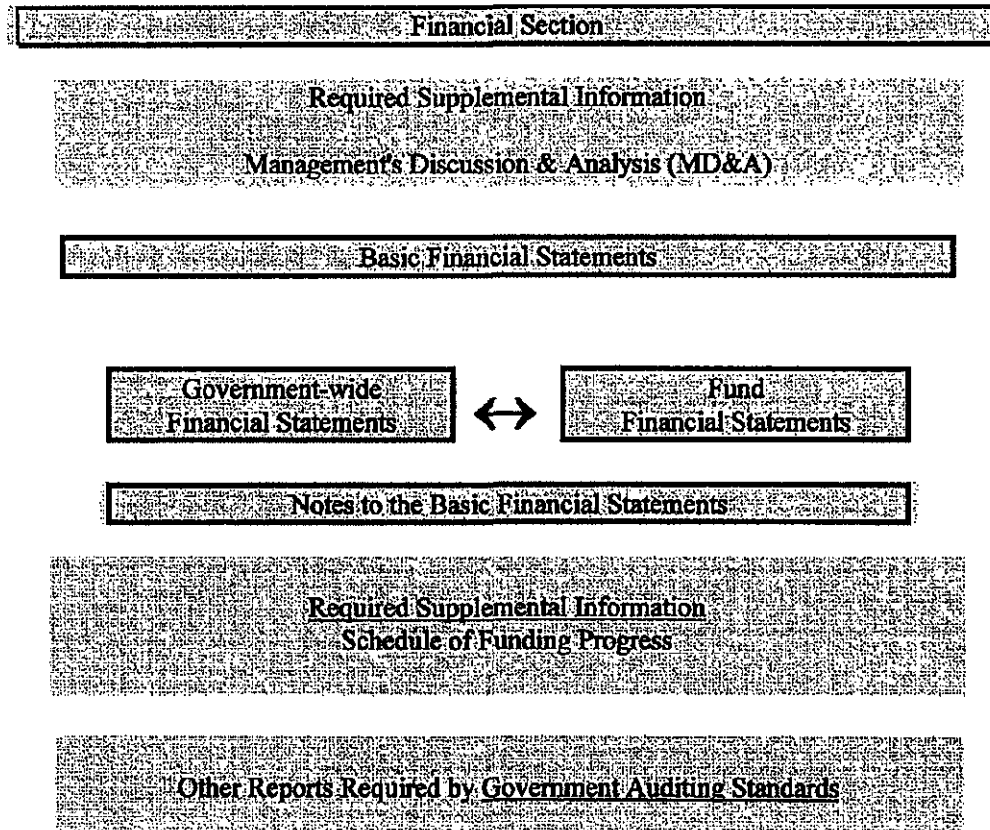 Financial Section
Required Supplemental Information
Management's Discussion & Analysis (MD&A)
Basic Financial Statements
Government-wide
Financial Statements
Fund
Financial Statements
Notes to the Basic Financial Statements
Required Supplemental Information
Schedule of Funding Progress
Other Reports Required by Government Auditing Standards